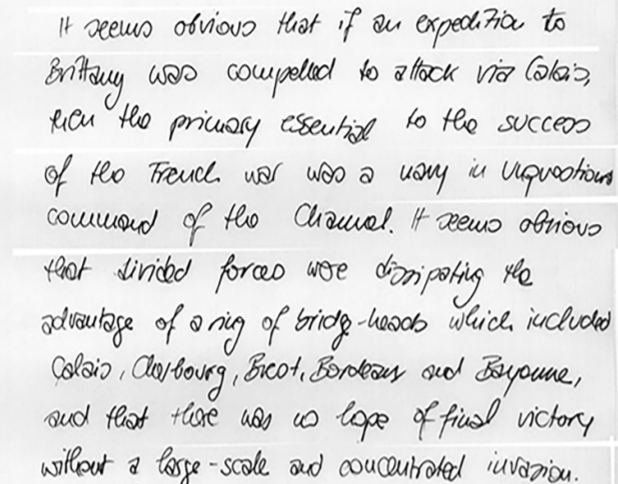 It seems obvious that if an expedition to
Brittany was compelled to attack via Calais,
then the primary essential to the success
of the French war was a navy in unquestioned
command of the Channel. It seems obvious
that divided forces were dissipating the
advantage of a ring of bridge-heads which included
Calais, Cherbourg, Brest, Bordeaux and Bayonne,
and that there was no hope of final victory
without a large-scale and concentrated invasion.